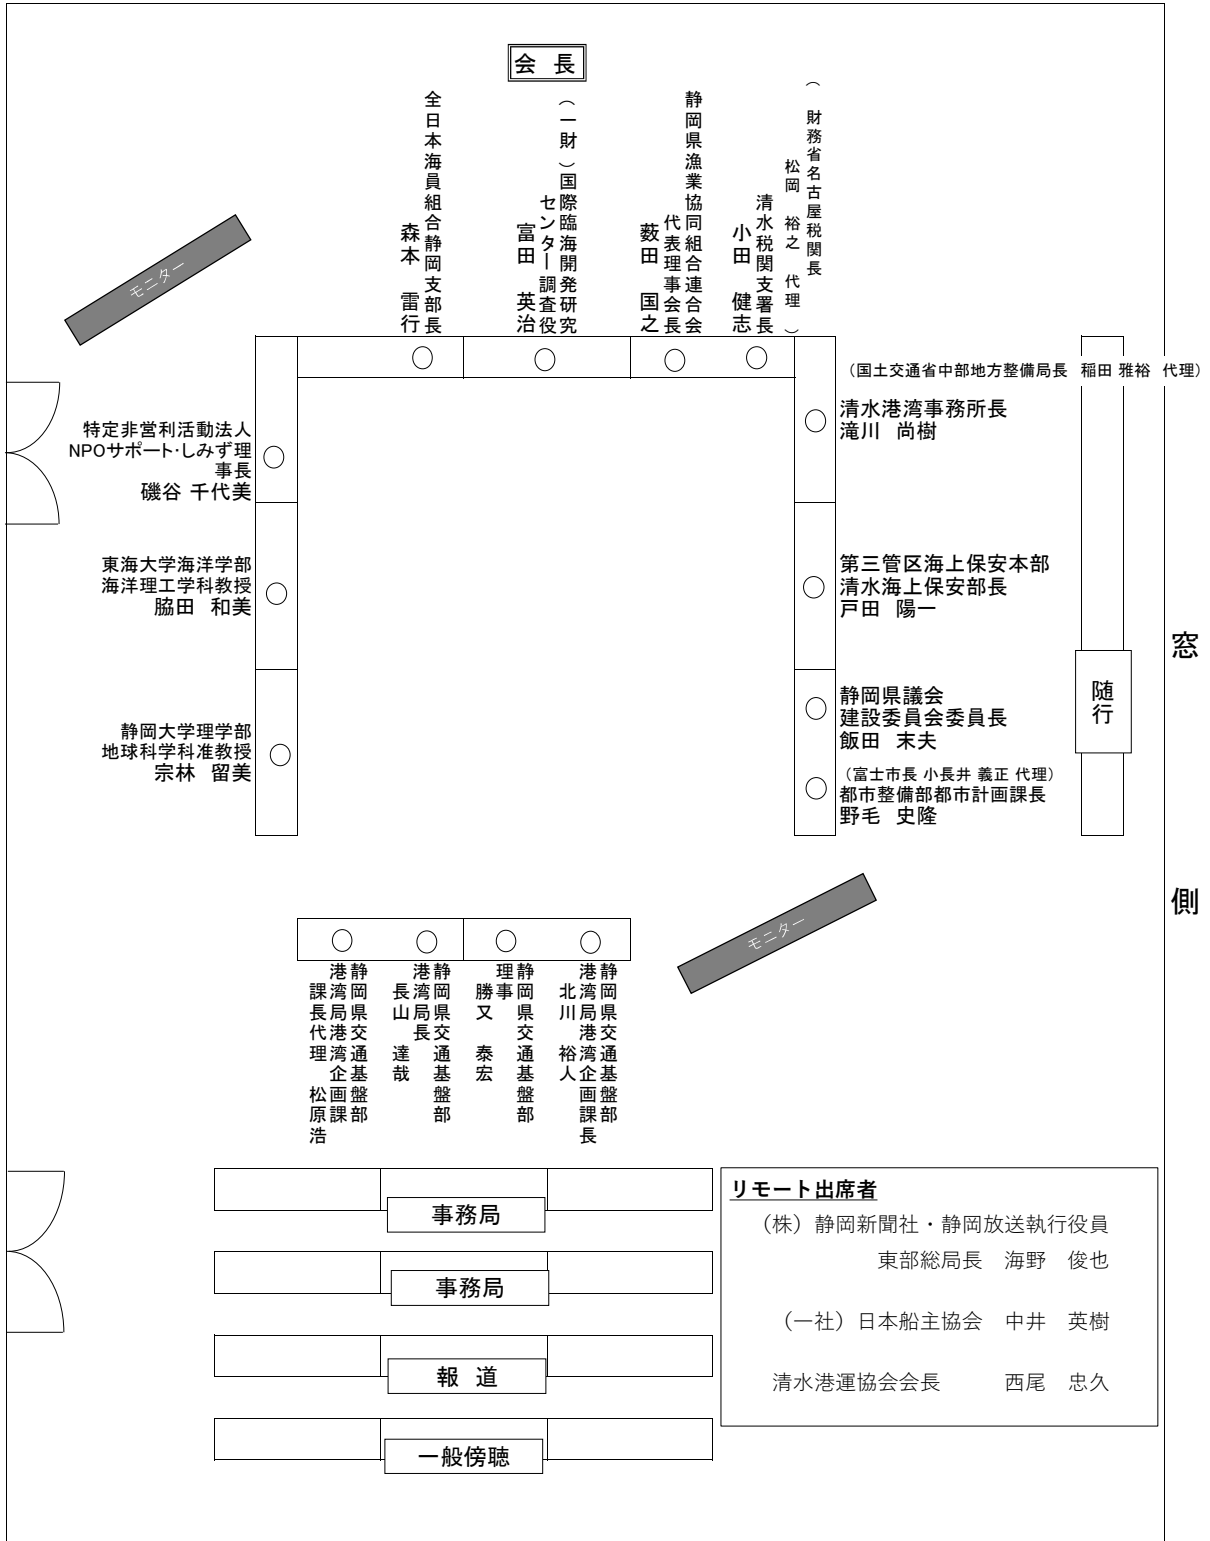 会 長
（ 財務省名古屋税関長
松岡 裕之 代理 ）
清水税関支署長
小田 健志
静岡県漁業協同組合連合会
代表理事会長
薮田 国之
（一財）国際臨海開発研究
センター調査役
富田 英治
全日本海員組合静岡支部長
森本 雷行
モニター
（国土交通省中部地方整備局長 稲田 雅裕 代理）
清水港湾事務所長
滝川 尚樹
第三管区海上保安本部
清水海上保安部長
戸田 陽一
静岡県議会
建設委員会委員長
飯田 末夫
（富士市長 小長井 義正 代理）
都市整備部都市計画課長
野毛 史隆
特定非営利活動法人
NPOサポート・しみず理
事長
磯谷 千代美
東海大学海洋学部
海洋理工学科教授
脇田 和美
静岡大学理学部
地球科学科准教授
宗林 留美
随行
窓
側
モニター
静岡県交通基盤部
港湾局港湾企画課長
北川 裕人
静岡県交通基盤部
理事
勝又 泰宏
静岡県交通基盤部
港湾局長
長山 達哉
静岡県交通基盤部
港湾局港湾企画課
課長代理 松原浩
事務局
事務局
報 道
一般傍聴
リモート出席者
（株）静岡新聞社・静岡放送執行役員
東部総局長 海野 俊也
（一社）日本船主協会 中井 英樹
清水港運協会会長 西尾 忠久